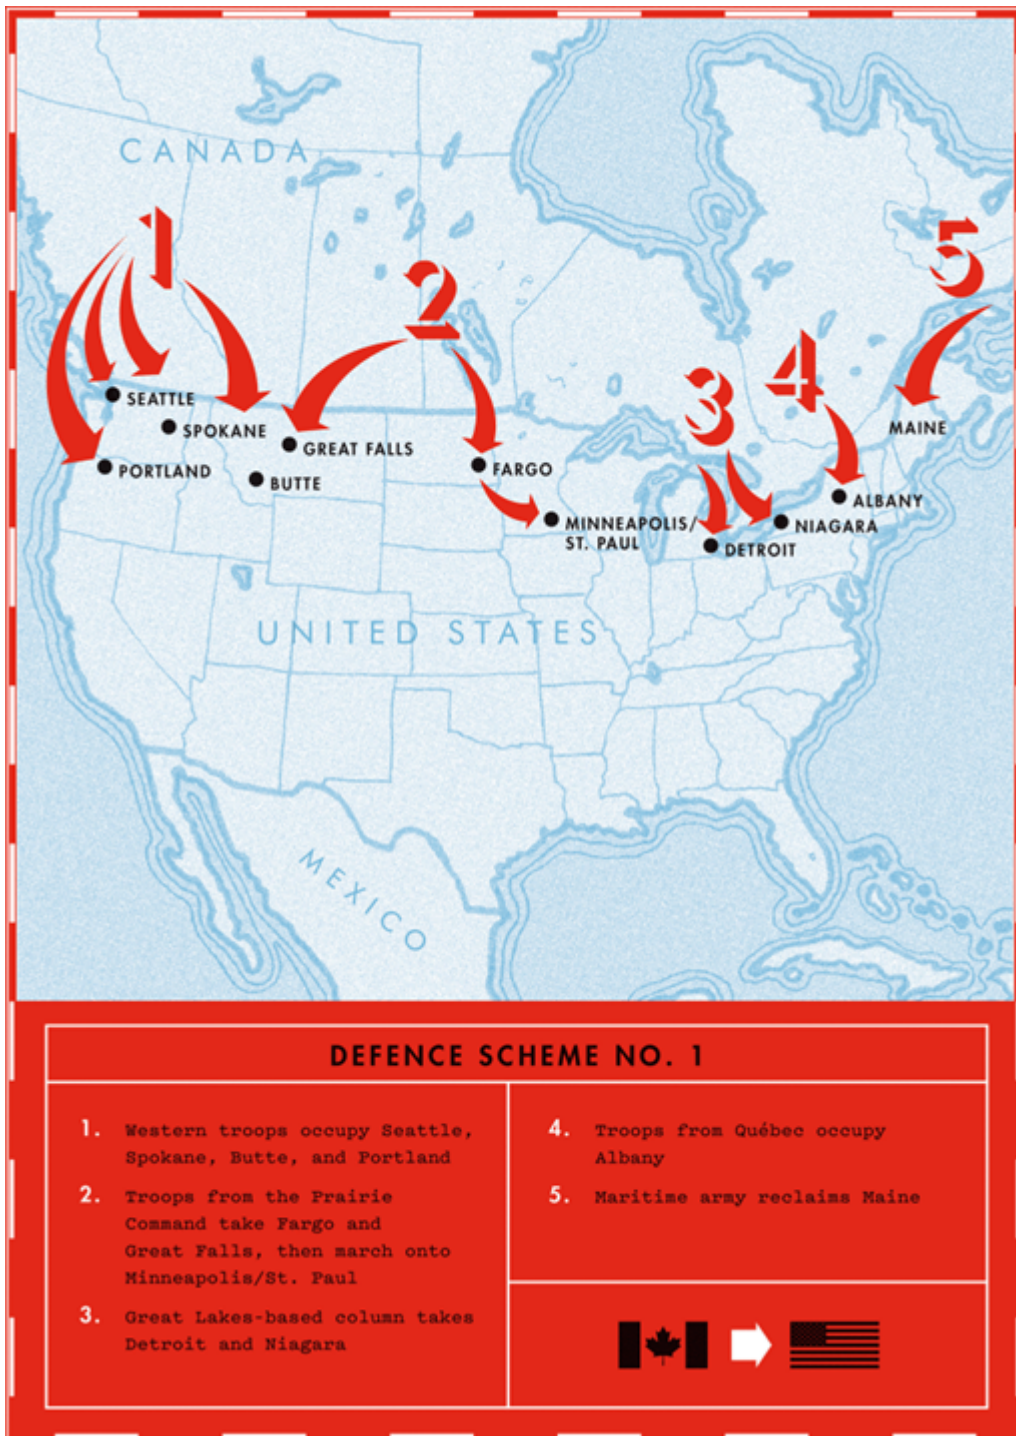 CANADA
1
2
3
4
5
SEATTLE
SPOKANE
PORTLAND
BUTTE
GREAT FALLS
FARGO
MINNEAPOLIS/
ST. PAUL
DETROIT
NIAGARA
ALBANY
MAINE
UNITED STATES
MEXICO
DEFENCE SCHEME NO. 1
1. Western troops occupy Seattle,
Spokane, Butte, and Portland
2. Troops from the Prairie
Command take Fargo and
Great Falls, then march onto
Minneapolis/St. Paul
3. Great Lakes-based column takes
Detroit and Niagara
4. Troops from Québec occupy
Albany
5. Maritime army reclaims Maine